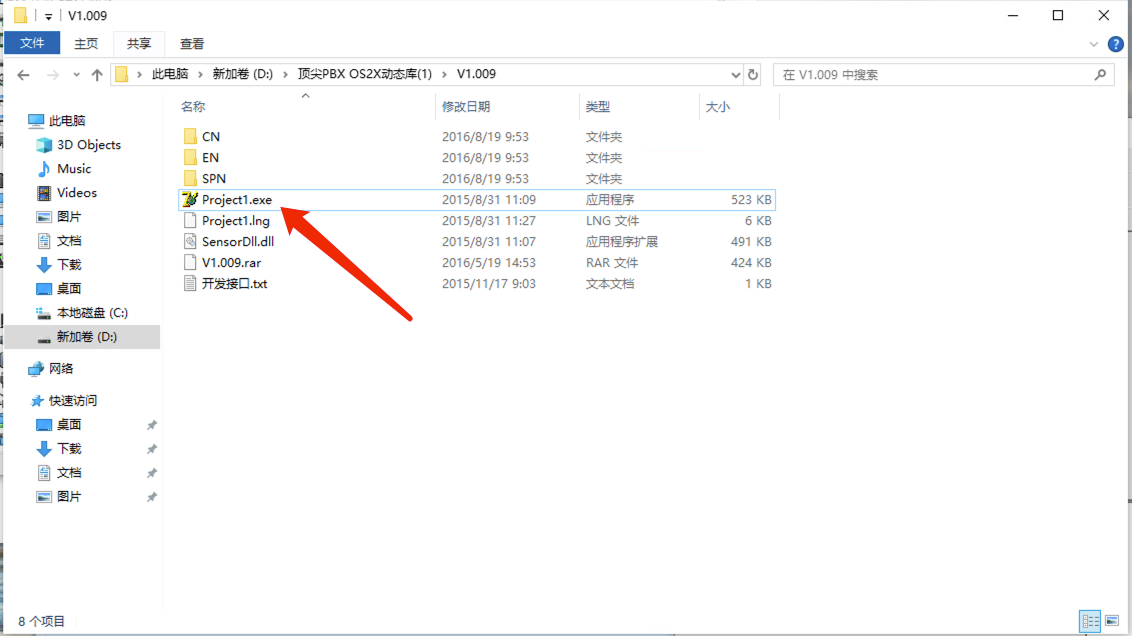 V1.009
文件 主页 共享 查看
此电脑 › 新加卷 (D:) › 顶尖PBX OS2X动态库(1) › V1.009 在 V1.009 中搜索
名称 修改日期 类型 大小
CN 2016/8/19 9:53 文件夹
EN 2016/8/19 9:53 文件夹
SPN 2016/8/19 9:53 文件夹
Project1.exe 2015/8/31 11:09 应用程序 523 KB
Project1.lng 2015/8/31 11:27 LNG 文件 6 KB
SensorDll.dll 2015/8/31 11:07 应用程序扩展 491 KB
V1.009.rar 2016/5/19 14:53 RAR 文件 424 KB
开发接口.txt 2015/11/17 9:03 文本文档 1 KB
此电脑
3D Objects
Music
Videos
图片
文档
下载
桌面
本地磁盘 (C:)
新加卷 (D:)
网络
快速访问
桌面
下载
文档
图片
8 个项目